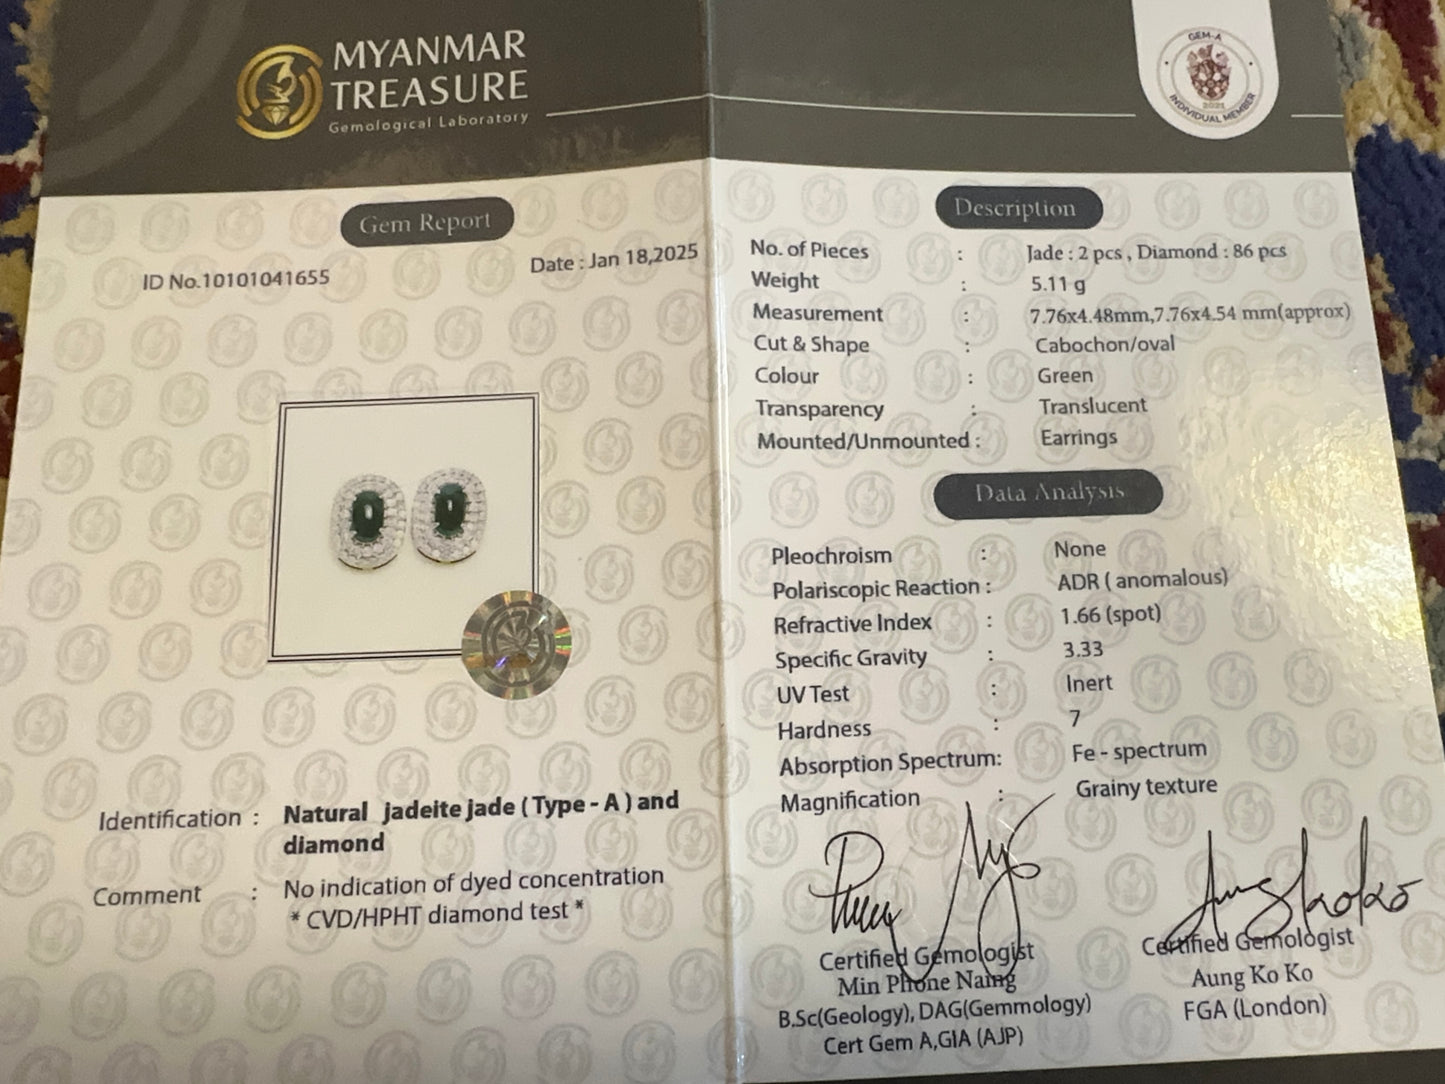 MYANMAR
TREASURE
Gemological Laboratory
GEM-A
2021
INDIVIDUAL MEMBER
Gem Report
ID No.10101041655
Date : Jan 18,2025
Identification : Natural jadeite jade ( Type - A ) and
diamond
Comment : No indication of dyed concentration
* CVD/HPHT diamond test *
Description
No. of Pieces : Jade : 2 pcs , Diamond : 86 pcs
Weight : 5.11 g
Measurement : 7.76x4.48mm,7.76x4.54 mm(approx)
Cut & Shape : Cabochon/oval
Colour : Green
Transparency : Translucent
Mounted/Unmounted : Earrings
Data Analysis
Pleochroism : None
Polariscopic Reaction : ADR ( anomalous)
Refractive Index : 1.66 (spot)
Specific Gravity : 3.33
UV Test : Inert
Hardness : 7
Absorption Spectrum: Fe - spectrum
Magnification : Grainy texture
Aungkoko
Certified Gemologist
Min Phone Naing
B.Sc(Geology), DAG(Gemmology)
Cert Gem A,GIA (AJP)
Certified Gemologist
Aung Ko Ko
FGA (London)